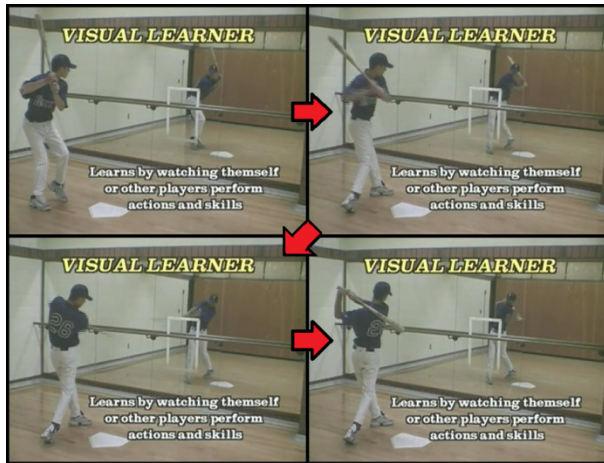 VISUAL LEARNER
Learns by watching themself
or other players perform
actions and skills
VISUAL LEARNER
Learns by watching themself
or other players perform
actions and skills
VISUAL LEARNER
26
Learns by watching themself
or other players perform
actions and skills
VISUAL LEARNER
2
Learns by watching themself
or other players perform
actions and skills